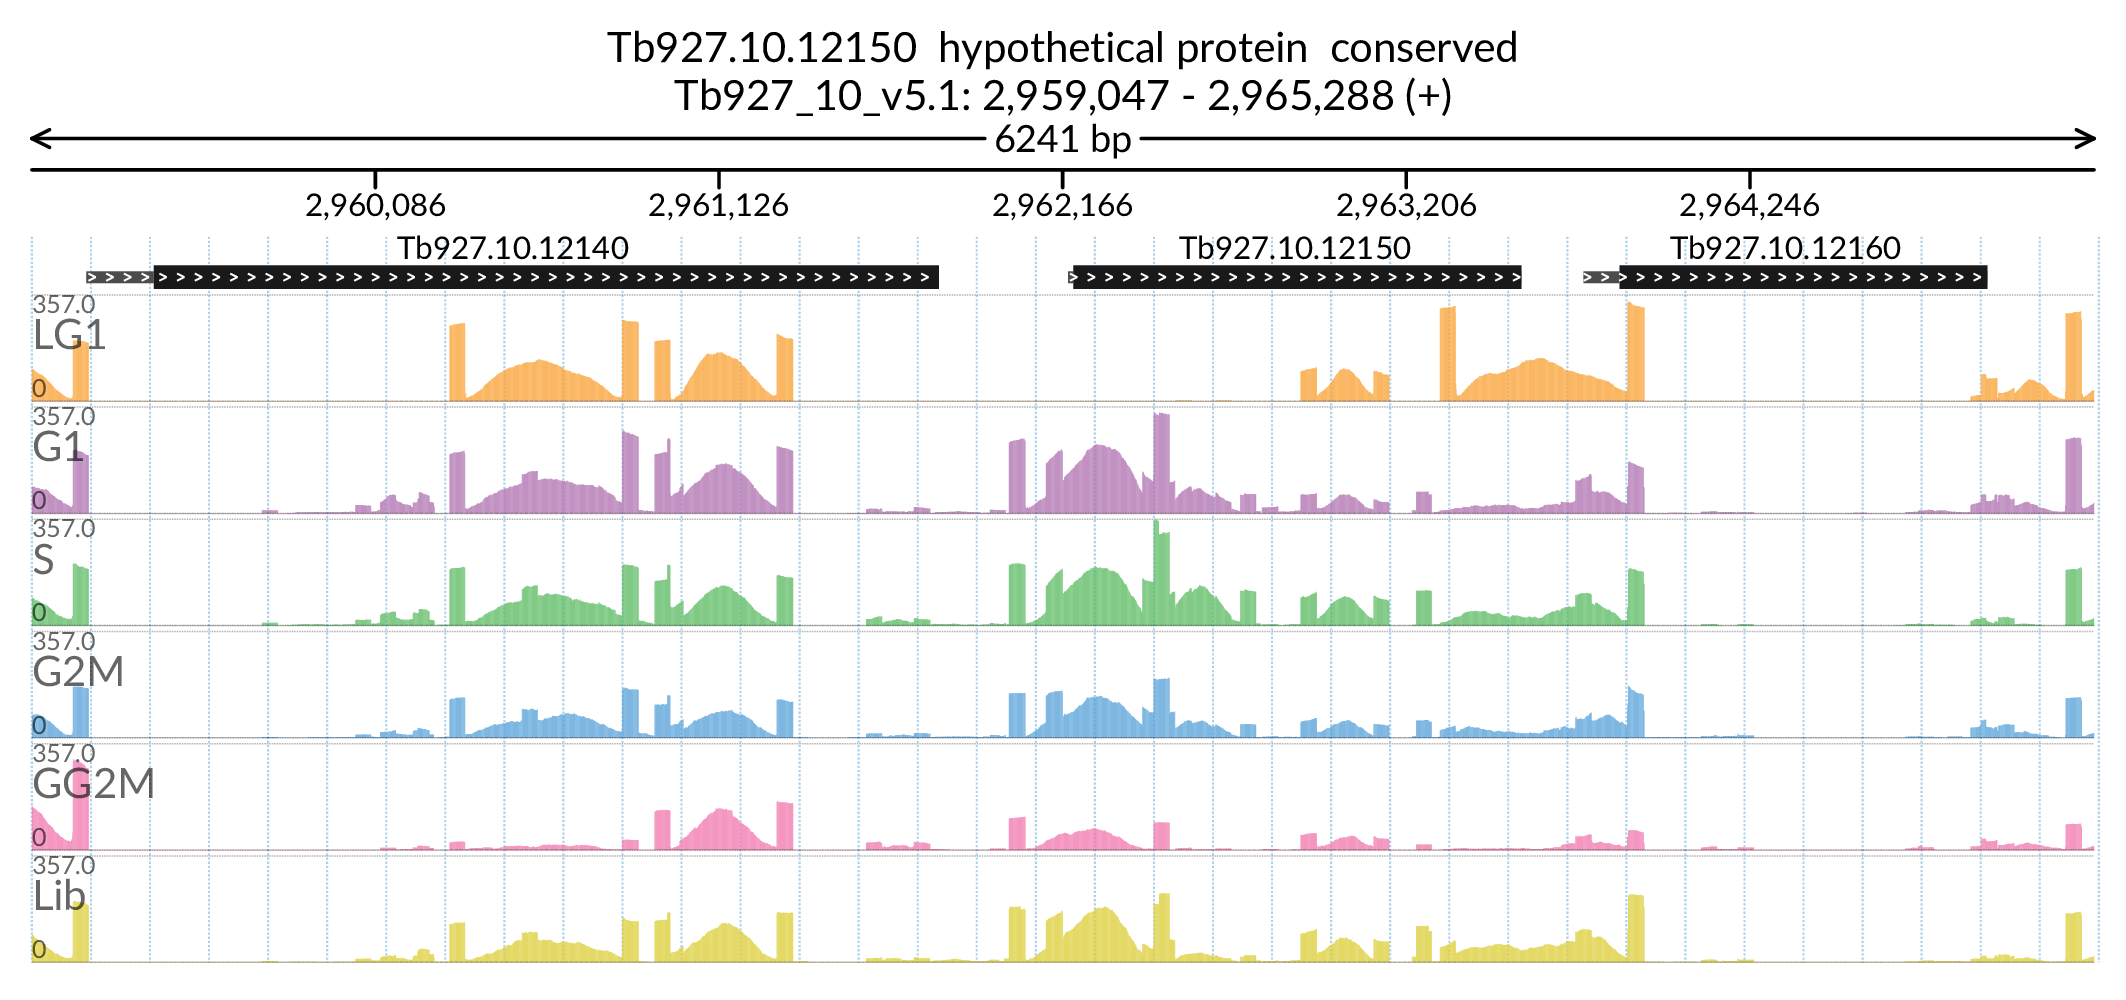 Tb927.10.12150  hypothetical protein  conserved
Tb927_10_v5.1: 2,959,047 - 2,965,288 (+)
6241 bp
2,960,086 2,961,126 2,962,166 2,963,206 2,964,246
Tb927.10.12140 Tb927.10.12150 Tb927.10.12160
357.0
LG1
0
357.0
G1
0
357.0
S
0
357.0
G2M
0
357.0
GG2M
0
357.0
Lib
0